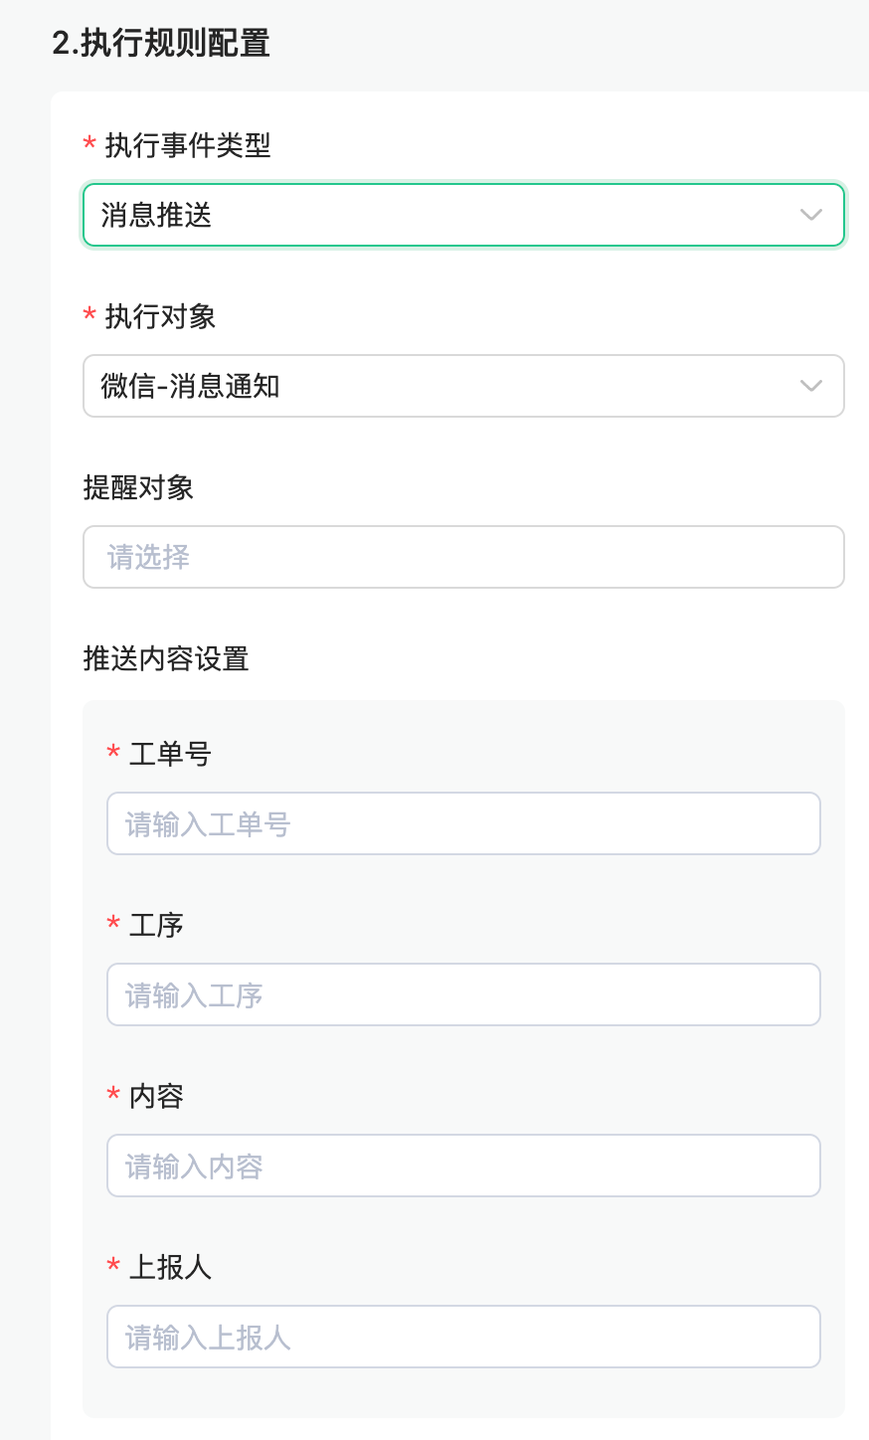 2.执行规则配置
* 执行事件类型
消息推送
* 执行对象
微信-消息通知
提醒对象
请选择
推送内容设置
* 工单号
请输入工单号
* 工序
请输入工序
* 内容
请输入内容
* 上报人
请输入上报人